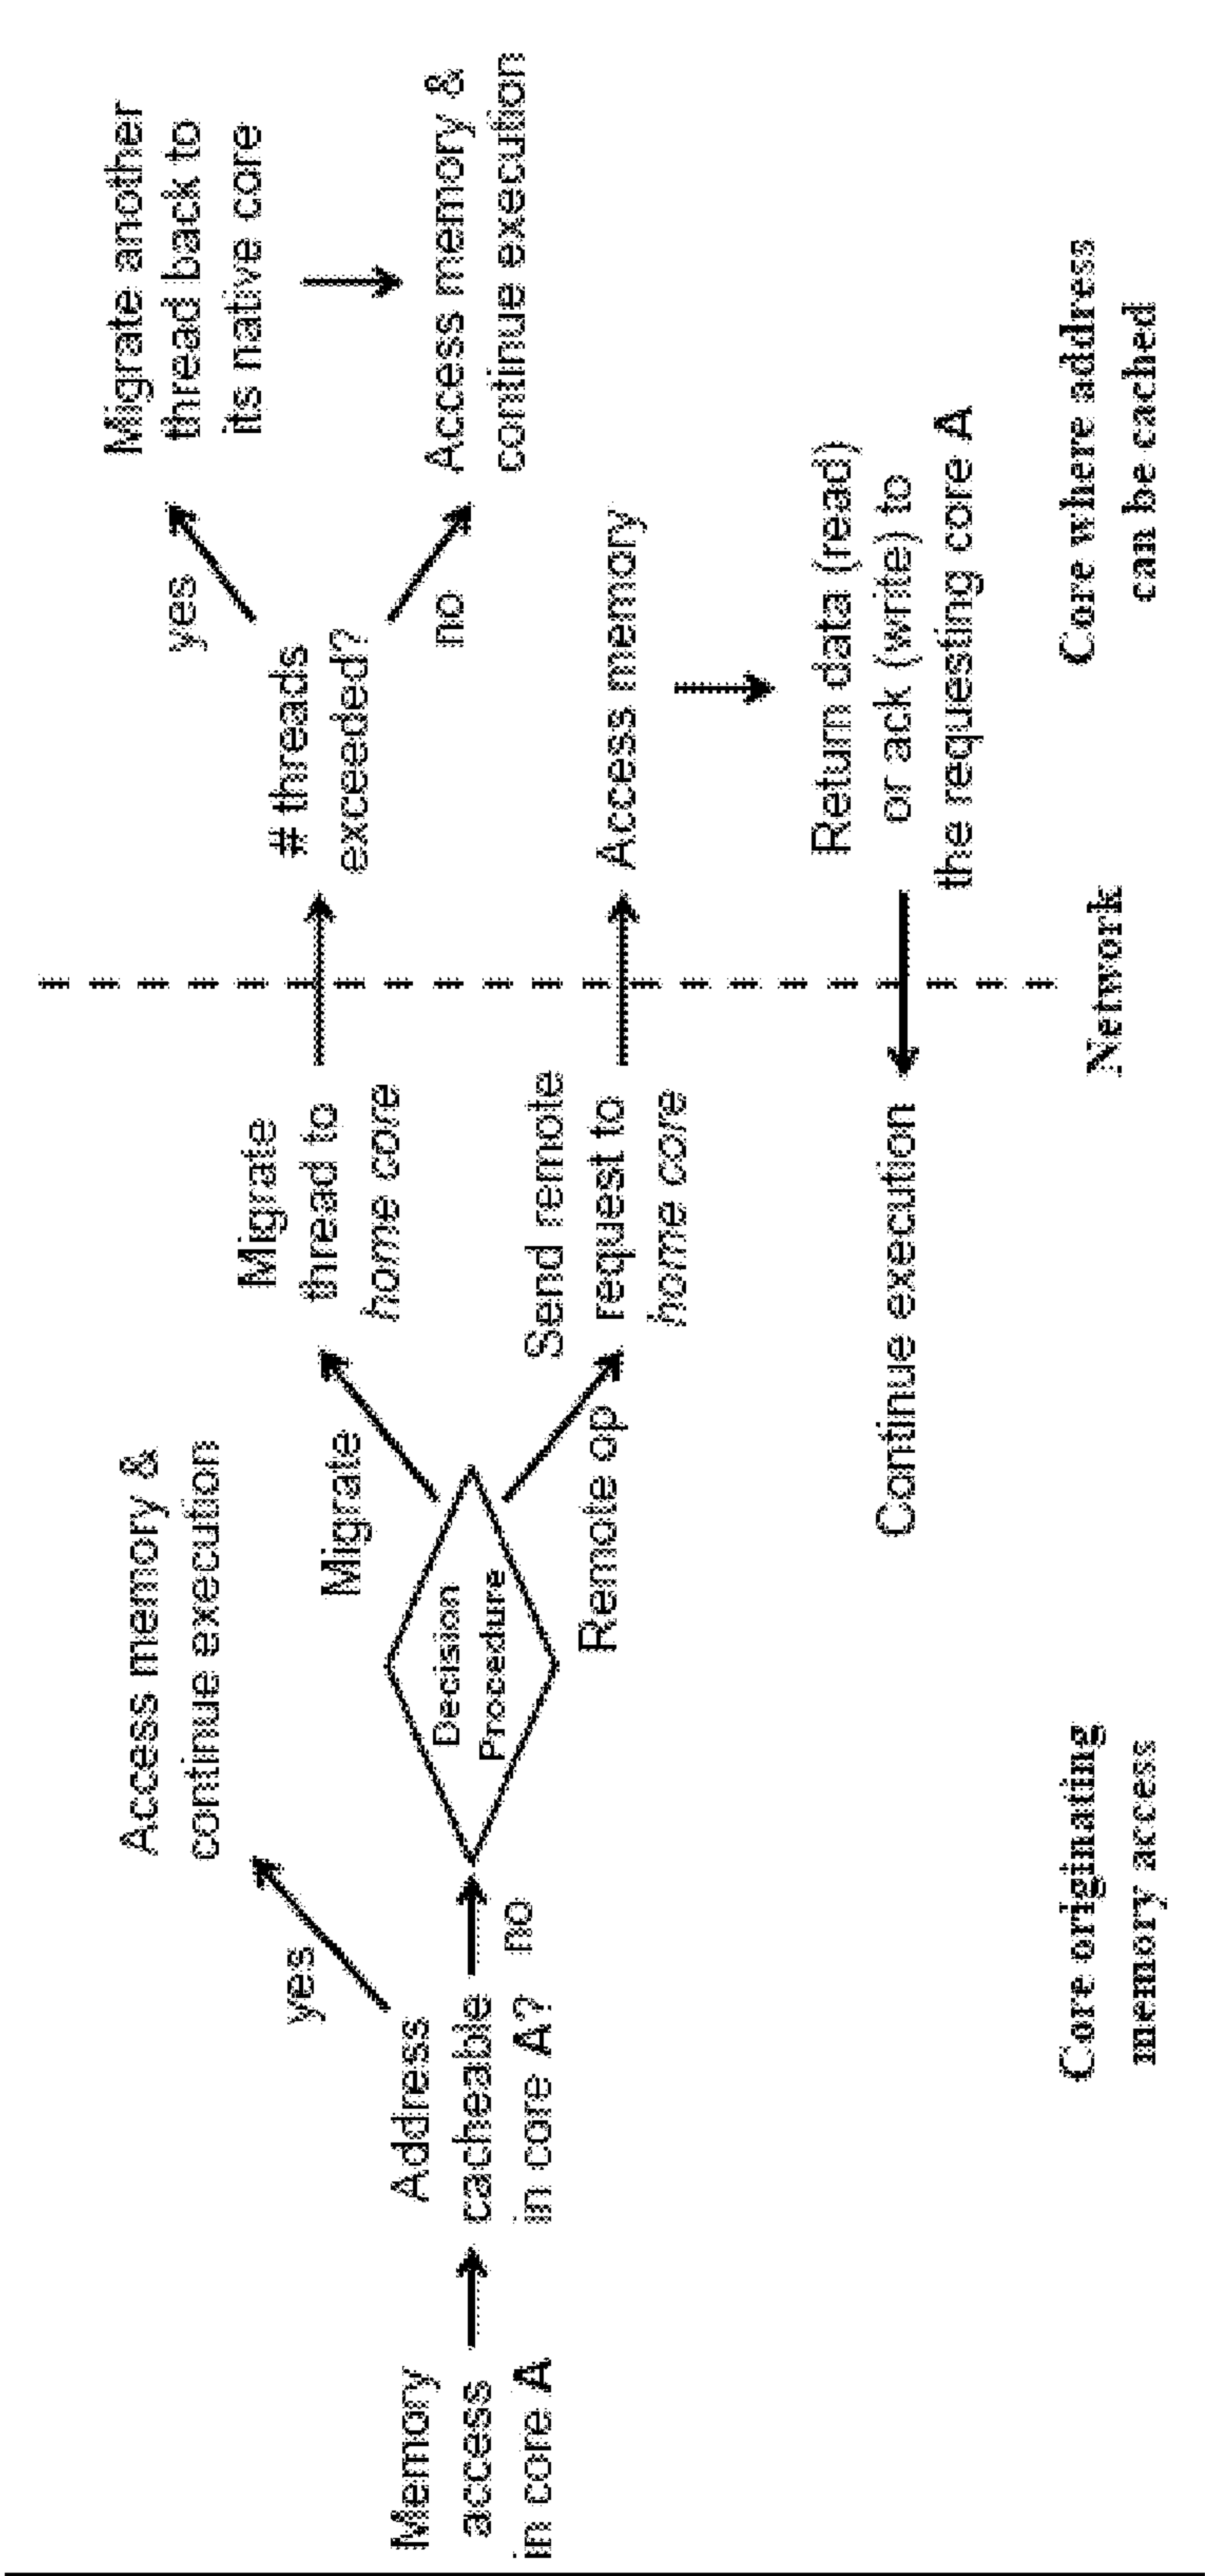 Memory
access
in core A
Address
cacheable
in core A?
yes
Access memory &
continue execution
no
Decision
Procedure
Migrate
Migrate
thread to
home core
Remote op
Send remote
request to
home core
# threads
exceeded?
yes
Migrate another
thread back to
its native core
no
Access memory &
continue execution
Access memory
Return data (read)
or ack (write) to
the requesting core A
Continue execution
Core originating
memory access
Network
Core where address
can be cached